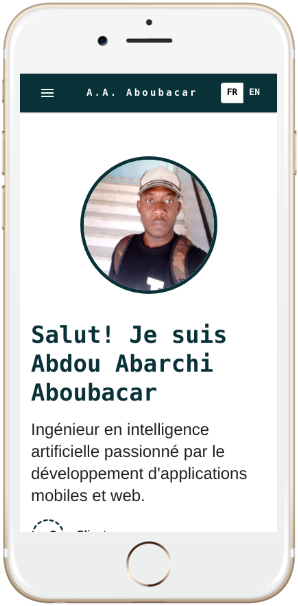 A.A. Aboubacar
FR EN
Salut! Je suis
Abdou Abarchi
Aboubacar
Ingénieur en intelligence
artificielle passionné par le
développement d'applications
mobiles et web.